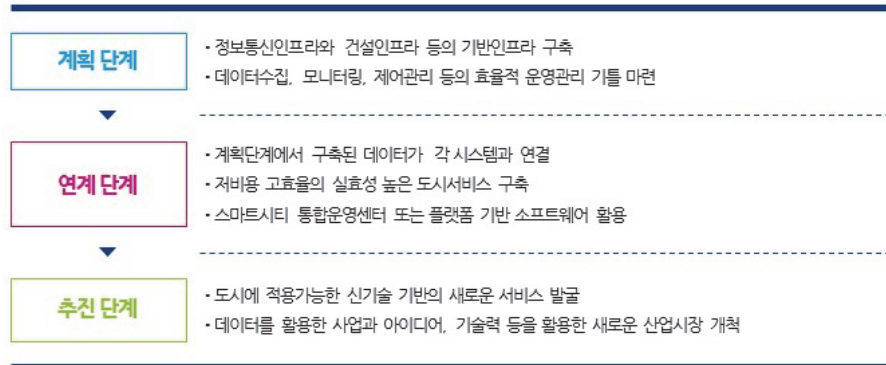 계획 단계
· 정보통신인프라와 건설인프라 등의 기반인프라 구축
· 데이터수집, 모니터링, 제어관리 등의 효율적 운영관리 기틀 마련
연계 단계
· 계획단계에서 구축된 데이터가 각 시스템과 연결
· 저비용 고효율의 실효성 높은 도시서비스 구축
· 스마트시티 통합운영센터 또는 플랫폼 기반 소프트웨어 활용
추진 단계
· 도시에 적용가능한 신기술 기반의 새로운 서비스 발굴
· 데이터를 활용한 사업과 아이디어, 기술력 등을 활용한 새로운 산업시장 개척